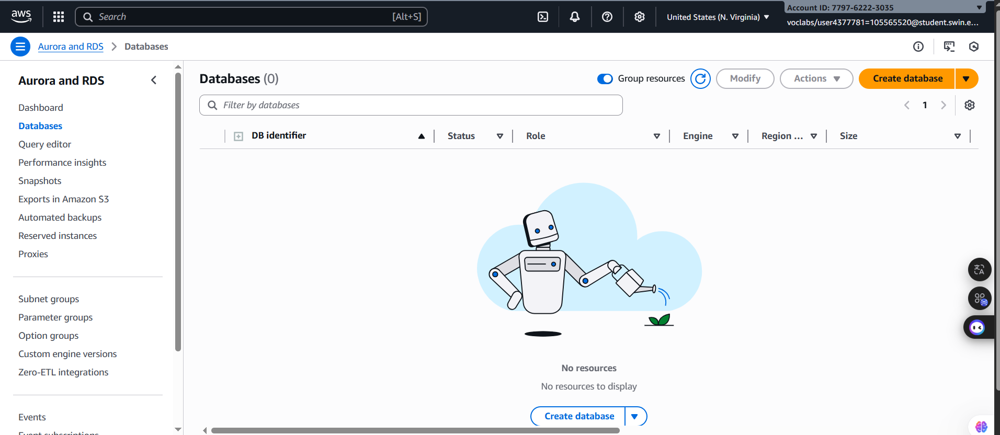 aws
Search [Alt+S]
United States (N. Virginia)
Account ID: 7797-6222-3035
voclabs/user4377781=105565520@student.swin.e...
Aurora and RDS > Databases
Aurora and RDS
Dashboard
Databases
Query editor
Performance insights
Snapshots
Exports in Amazon S3
Automated backups
Reserved instances
Proxies
Subnet groups
Parameter groups
Option groups
Custom engine versions
Zero-ETL integrations
Events
Event subscriptions
Databases (0)
Group resources
Modify
Actions
Create database
Filter by databases
1
DB identifier Status Role Engine Region ... Size
No resources
No resources to display
Create database